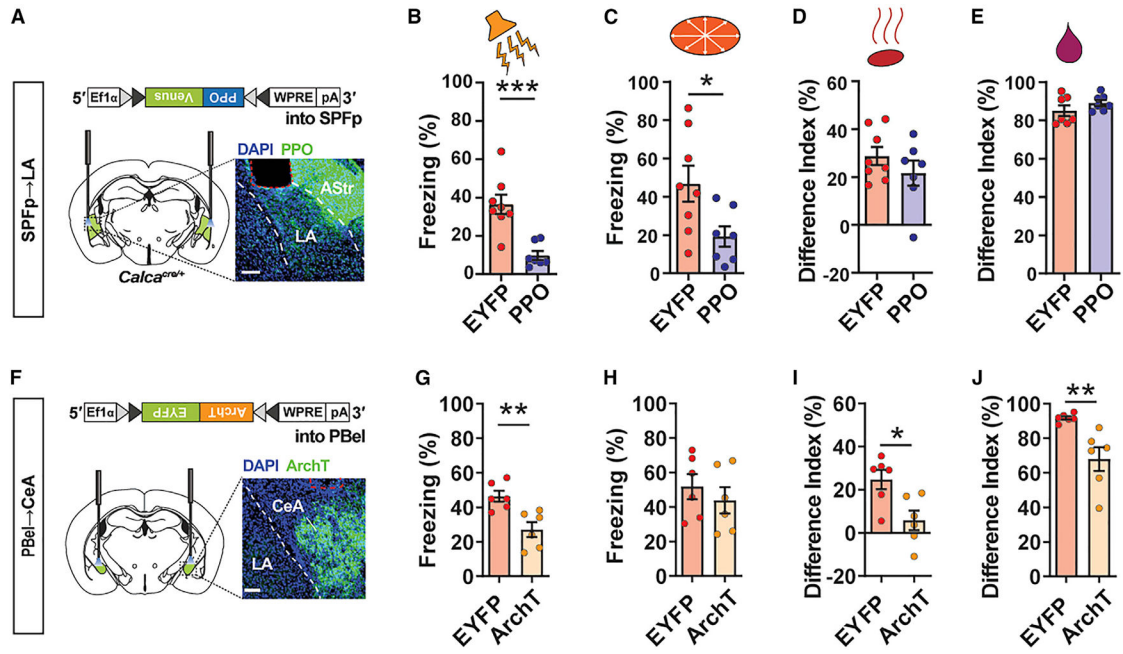 A
SPFp→LA
5′ Ef1α Venus PPO WPRE pA 3′
into SPFp
DAPI PPO
AStr
LA
Calca^cre/+
B
***
Freezing (%)
100
80
60
40
20
0
EYFP
PPO
C
*
Freezing (%)
100
80
60
40
20
0
EYFP
PPO
D
Difference Index (%)
60
40
20
0
-20
EYFP
PPO
E
Difference Index (%)
100
80
60
40
20
0
EYFP
PPO
F
PBel→CeA
5′ Ef1α EYFP ArchT WPRE pA 3′
into PBel
DAPI ArchT
CeA
LA
G
**
Freezing (%)
100
80
60
40
20
0
EYFP
ArchT
H
Freezing (%)
100
80
60
40
20
0
EYFP
ArchT
I
*
Difference Index (%)
60
40
20
0
-20
EYFP
ArchT
J
**
Difference Index (%)
100
80
60
40
20
0
EYFP
ArchT